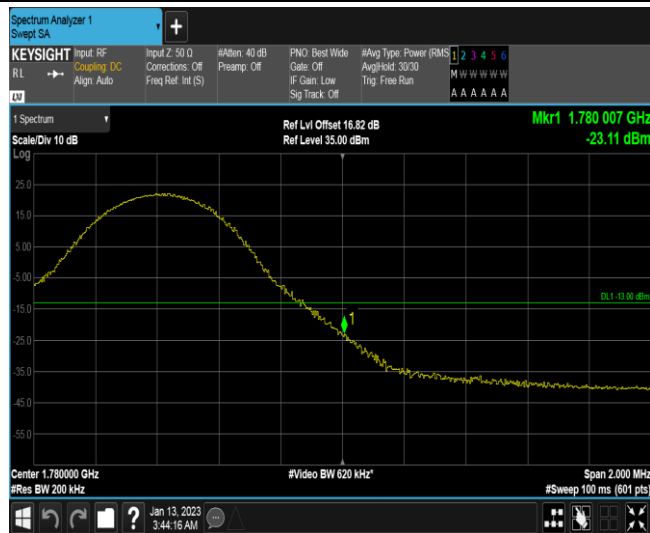 Spectrum Analyzer 1
Swept SA
+
KEYSIGHT
RL
LXI
Input: RF
Coupling: DC
Align: Auto
Input Z: 50 Ω
Corrections: Off
Freq Ref: Int (S)
#Atten: 40 dB
Preamp: Off
PNO: Best Wide
Gate: Off
IF Gain: Low
Sig Track: Off
#Avg Type: Power (RMS
Avg|Hold: 30/30
Trig: Free Run
1 2 3 4 5 6
M W W W W W
A A A A A A
1 Spectrum
Scale/Div 10 dB
Log
Ref Lvl Offset 16.82 dB
Ref Level 35.00 dBm
Mkr1 1.780 007 GHz
-23.11 dBm
25.0
15.0
5.00
-5.00
DL1 -13.00 dBm
-15.0
1
-25.0
-35.0
-45.0
-55.0
Center 1.780000 GHz
#Video BW 620 kHz*
Span 2.000 MHz
#Res BW 200 kHz
#Sweep 100 ms (601 pts)
?
Jan 13, 2023
3:44:16 AM